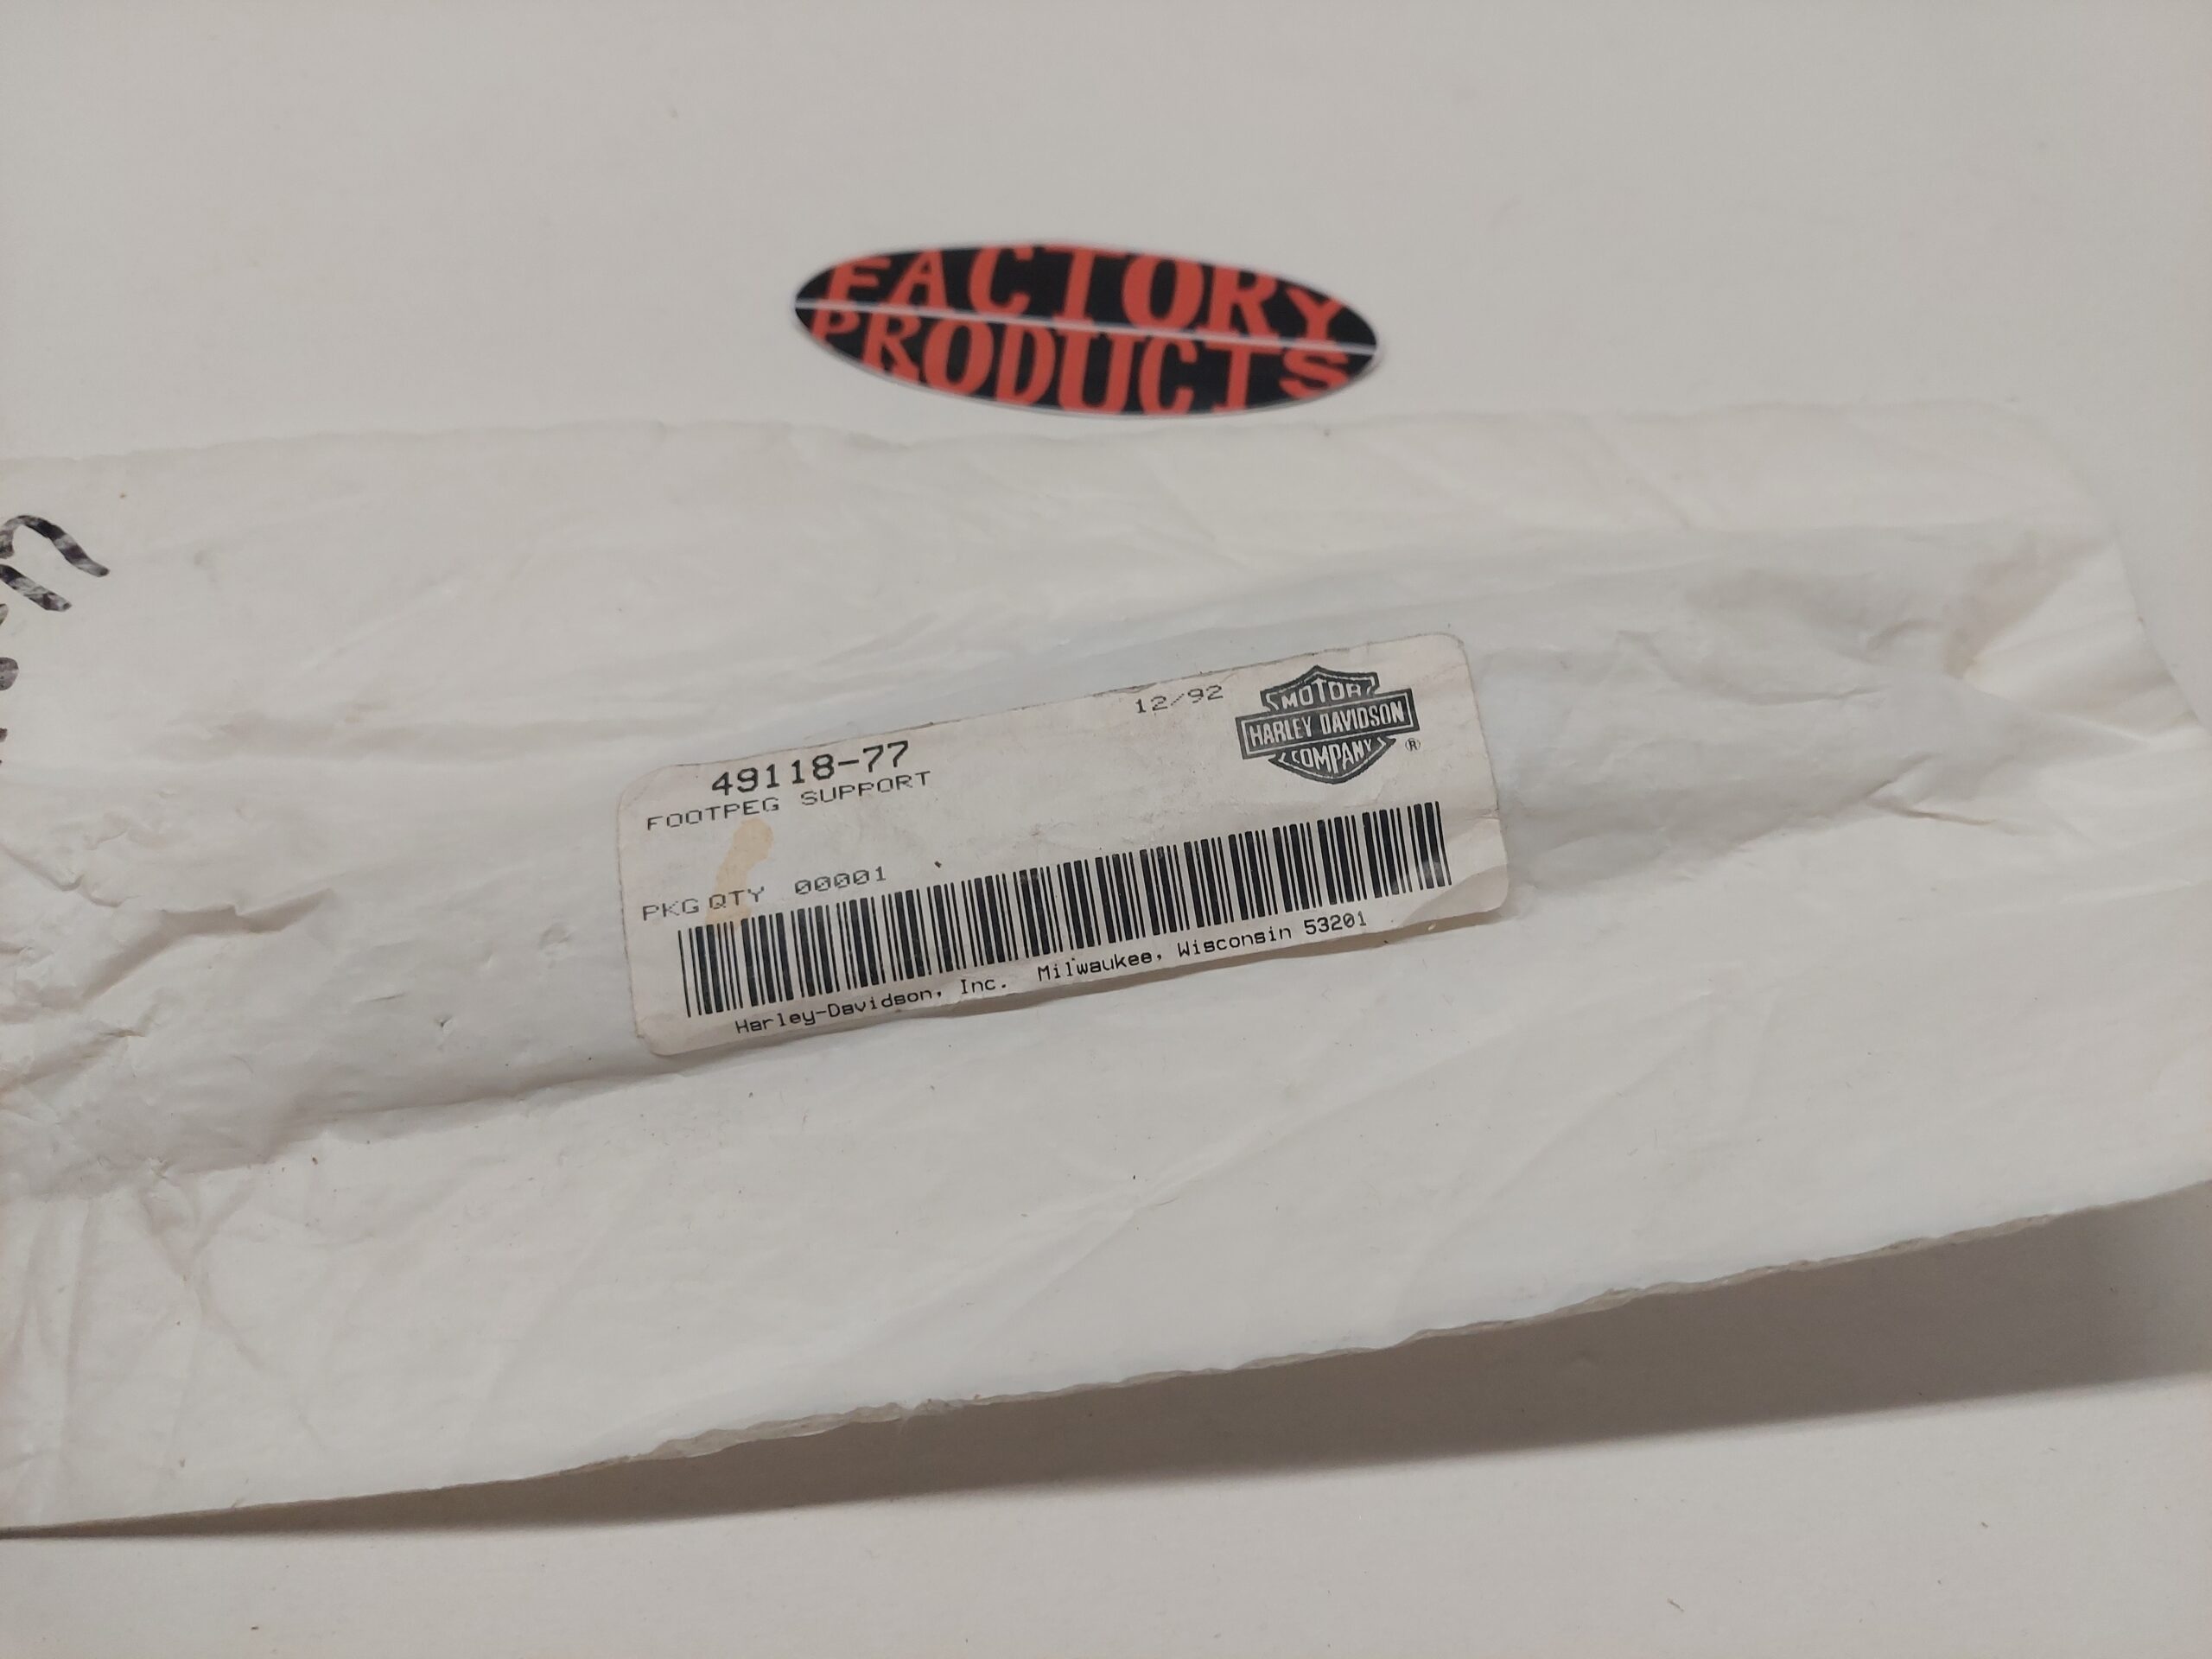 FACTORY
PRODUCTS
12/92
MOTOR
HARLEY DAVIDSON
COMPANY
®
49118-77
FOOTPEG SUPPORT
PKG QTY 00001
Harley-Davidson, Inc. Milwaukee, Wisconsin 53201